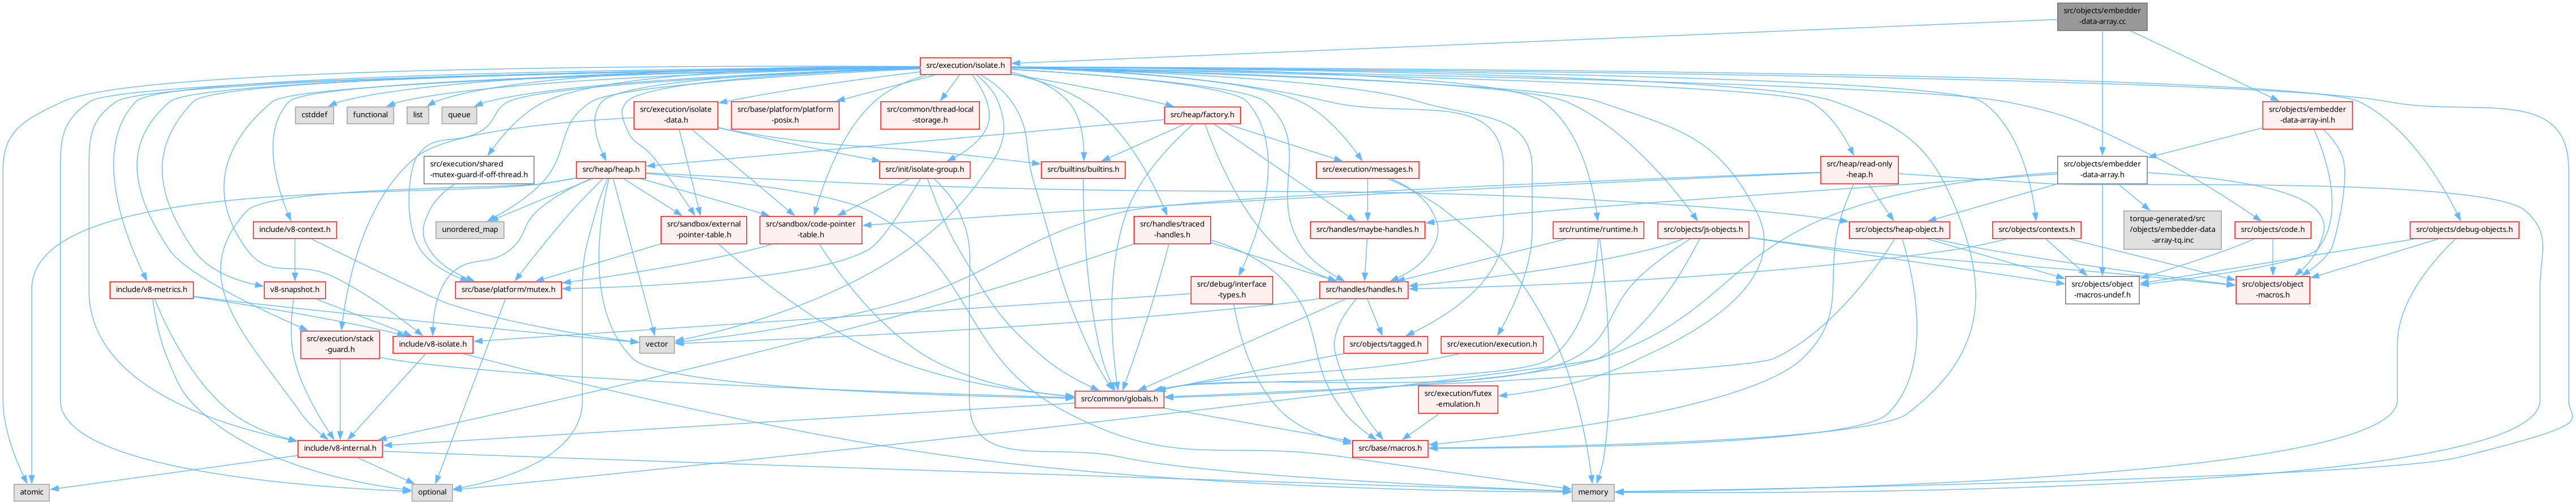 src/objects/embedder
-data-array.cc
src/execution/isolate.h
cstddef
functional
list
queue
src/execution/isolate
-data.h
src/base/platform/platform
-posix.h
src/common/thread-local
-storage.h
src/heap/factory.h
src/objects/embedder
-data-array-inl.h
src/execution/shared
-mutex-guard-if-off-thread.h
src/heap/heap.h
src/init/isolate-group.h
src/builtins/builtins.h
src/execution/messages.h
src/heap/read-only
-heap.h
src/objects/embedder
-data-array.h
include/v8-context.h
unordered_map
src/sandbox/external
-pointer-table.h
src/sandbox/code-pointer
-table.h
src/handles/traced
-handles.h
src/handles/maybe-handles.h
src/runtime/runtime.h
src/objects/js-objects.h
src/objects/heap-object.h
src/objects/contexts.h
torque-generated/src
/objects/embedder-data
-array-tq.inc
src/objects/code.h
src/objects/debug-objects.h
include/v8-metrics.h
v8-snapshot.h
src/base/platform/mutex.h
src/debug/interface
-types.h
src/handles/handles.h
src/objects/object
-macros-undef.h
src/objects/object
-macros.h
src/execution/stack
-guard.h
include/v8-isolate.h
vector
src/objects/tagged.h
src/execution/execution.h
src/common/globals.h
src/execution/futex
-emulation.h
include/v8-internal.h
src/base/macros.h
atomic
optional
memory